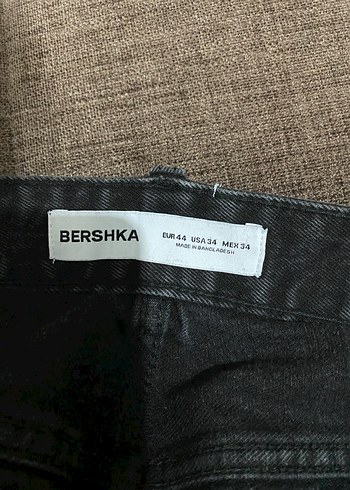 BERSHKA
EUR 44 USA 34 MEX 34
MADE IN BANGLADESH